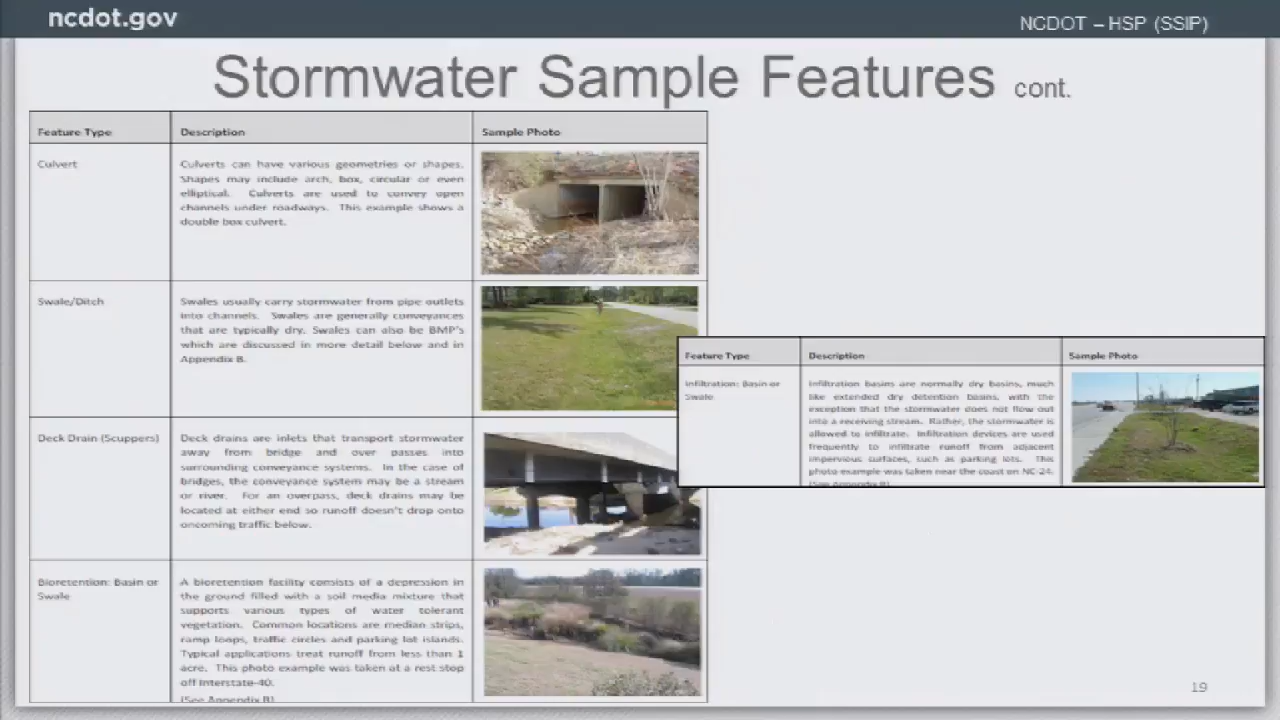 ncdot.gov
NCDOT – HSP (SSIP)
Stormwater Sample Features cont.
Feature Type
Description
Sample Photo
Culvert
Culverts can have various geometries or shapes.
Shapes may include arch, box, circular or even
elliptical. Culverts are used to convey open
channels under roadways. This example shows a
double box culvert.
Swale/Ditch
Swales usually carry stormwater from pipe outlets
into channels. Swales are generally conveyances
that are typically dry. Swales can also be BMP's
which are discussed in more detail below and in
Appendix B.
Deck Drain (Scuppers)
Deck drains are inlets that transport stormwater
away from bridge and over passes into
surrounding conveyance systems. In the case of
bridges, the conveyance system may be a stream
or river. For an overpass, deck drains may be
located at either end so runoff doesn't drop onto
oncoming traffic below.
Bioretention: Basin or
Swale
A bioretention facility consists of a depression in
the ground filled with a soil media mixture that
supports various types of water tolerant
vegetation. Common locations are median strips,
ramp loops, traffic circles and parking lot islands.
Typical applications treat runoff from less than 1
acre. This photo example was taken at a rest stop
off Interstate-40.
(See Appendix B)
Feature Type
Description
Sample Photo
Infiltration: Basin or
Swale
Infiltration basins are normally dry basins, much
like extended dry detention basins, with the
exception that the stormwater does not flow out
into a receiving stream. Rather, the stormwater is
allowed to infiltrate. Infiltration devices are used
frequently to infiltrate runoff from adjacent
impervious surfaces, such as parking lots. This
photo example was taken near the coast on NC-24.
(See Appendix B)
19